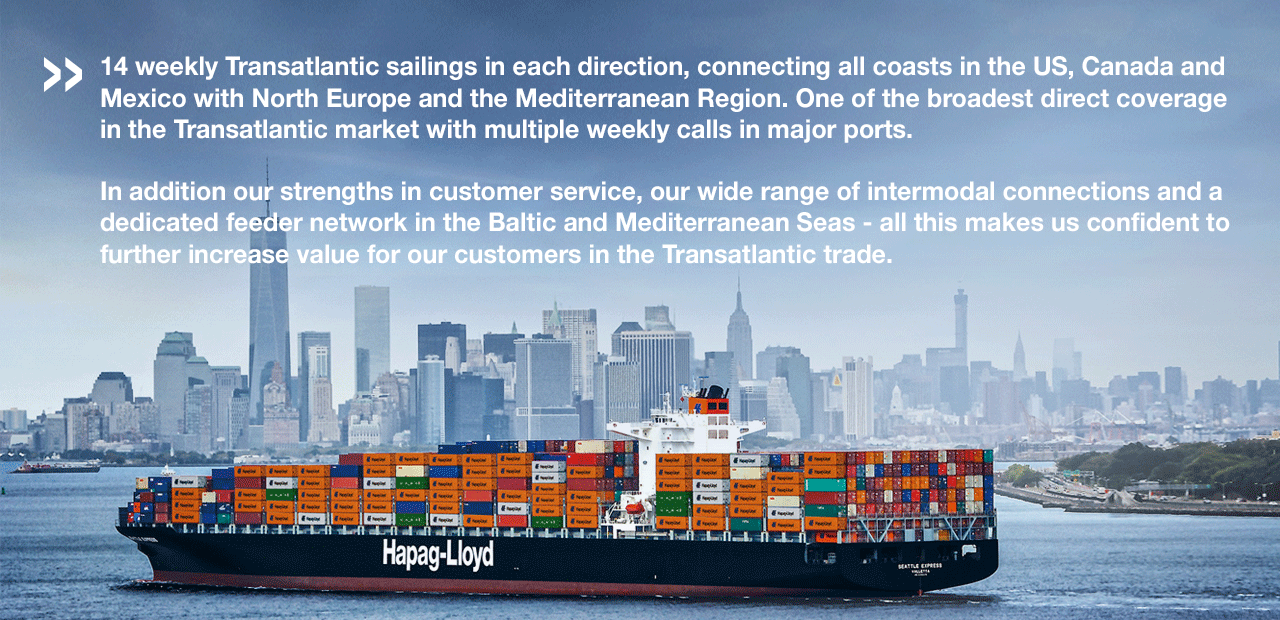 14 weekly Transatlantic sailings in each direction, connecting all coasts in the US, Canada and
Mexico with North Europe and the Mediterranean Region. One of the broadest direct coverage
in the Transatlantic market with multiple weekly calls in major ports.
In addition our strengths in customer service, our wide range of intermodal connections and a
dedicated feeder network in the Baltic and Mediterranean Seas - all this makes us confident to
further increase value for our customers in the Transatlantic trade.
Hapag-Lloyd
SEATTLE EXPRESS
VALLETTA